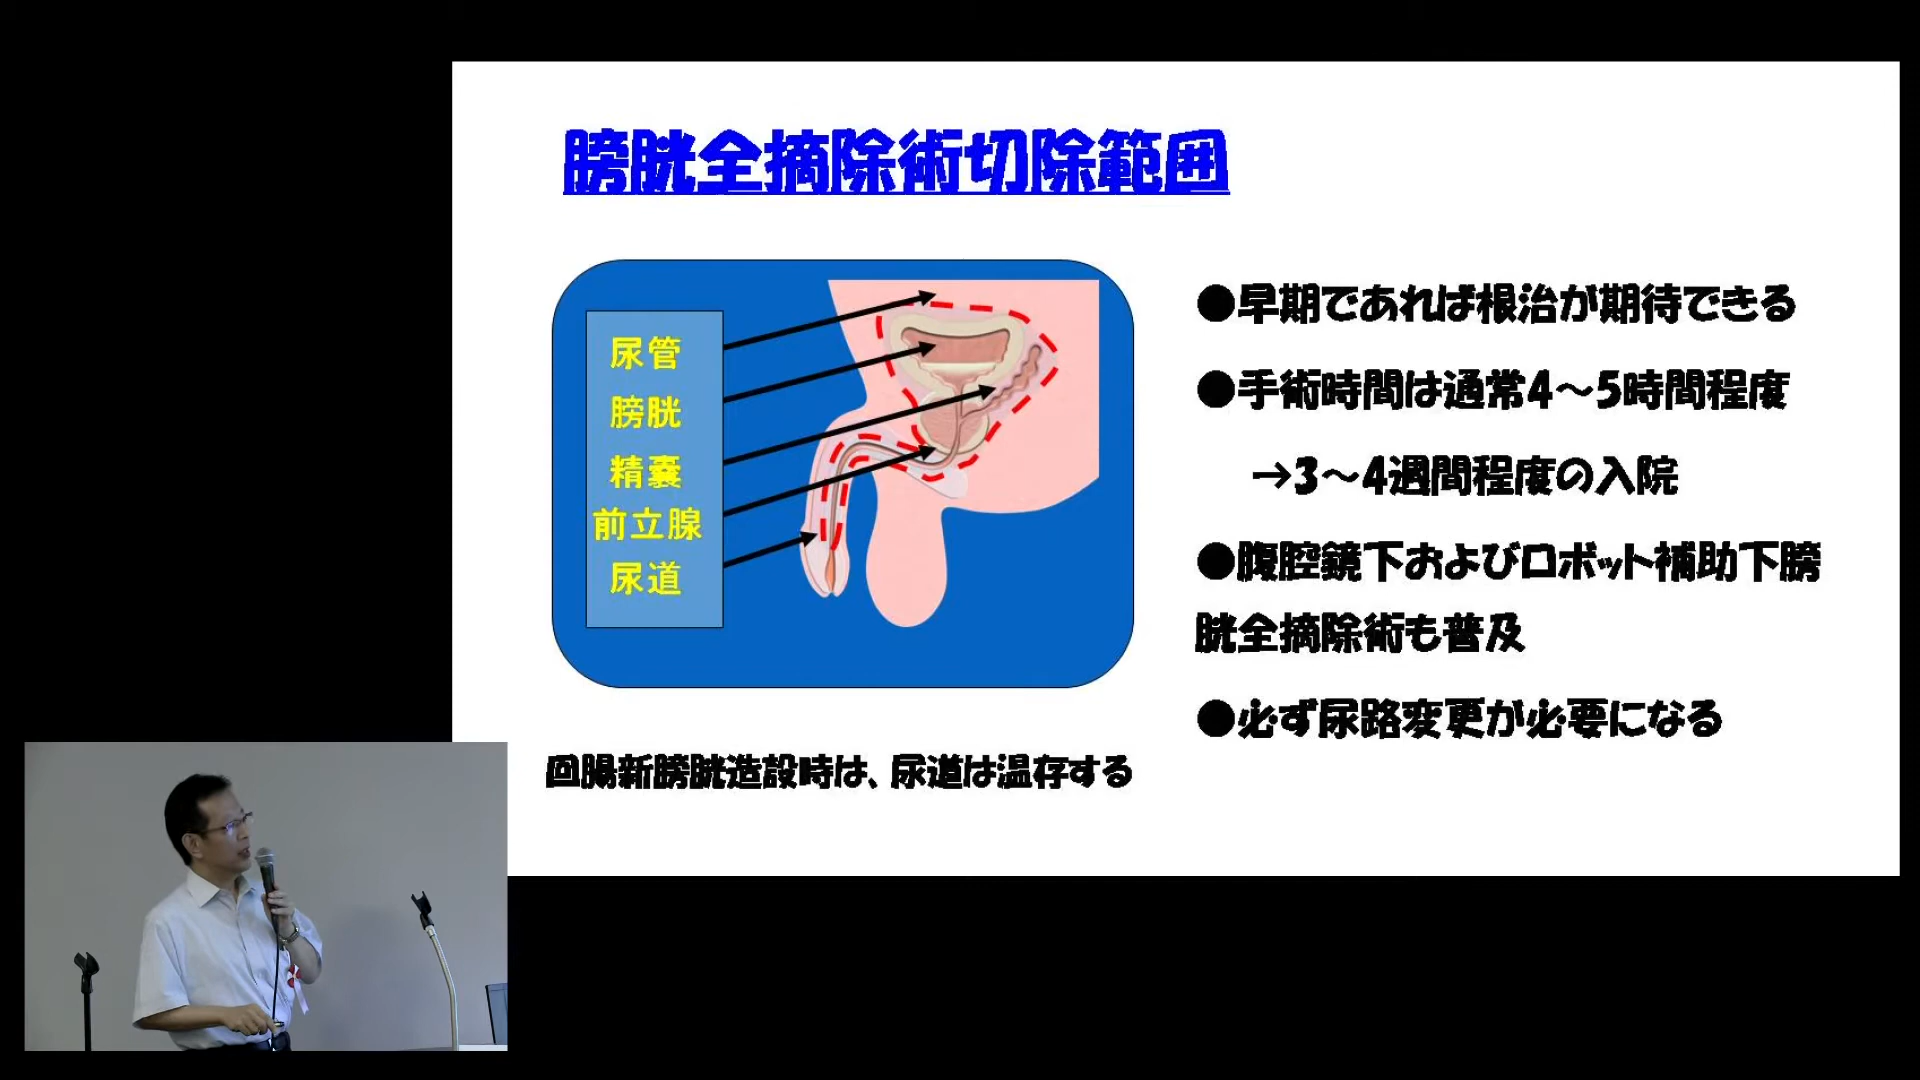 膀胱全摘除術切除範囲
尿管
膀胱
精嚢
前立腺
尿道
回腸新膀胱造設時は、尿道は温存する
●早期であれば根治が期待できる
●手術時間は通常4～5時間程度
→3～4週間程度の入院
●腹腔鏡下およびロボット補助下膀
胱全摘除術も普及
●必ず尿路変更が必要になる